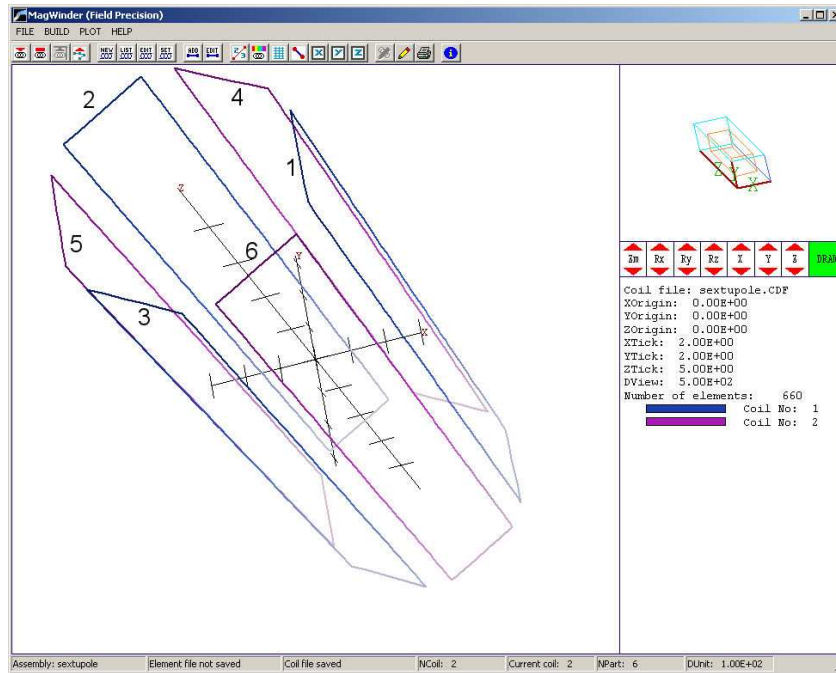 MagWinder (Field Precision)
FILE BUILD PLOT HELP
NEW LIST EDIT SET ADD EDIT X Y Z
2
4
1
Z
5
6
Y
3
X
Z Y X
Zm Rx Ry Rz X Y Z DRAW
Coil file: sextupole.CDF
XOrigin: 0.00E+00
YOrigin: 0.00E+00
ZOrigin: 0.00E+00
XTick: 2.00E+00
YTick: 2.00E+00
ZTick: 5.00E+00
DView: 5.00E+02
Number of elements: 660
Coil No: 1
Coil No: 2
Assembly: sextupole Element file not saved Coil file saved NCoil: 2 Current coil: 2 NPart: 6 DUnit: 1.00E+02